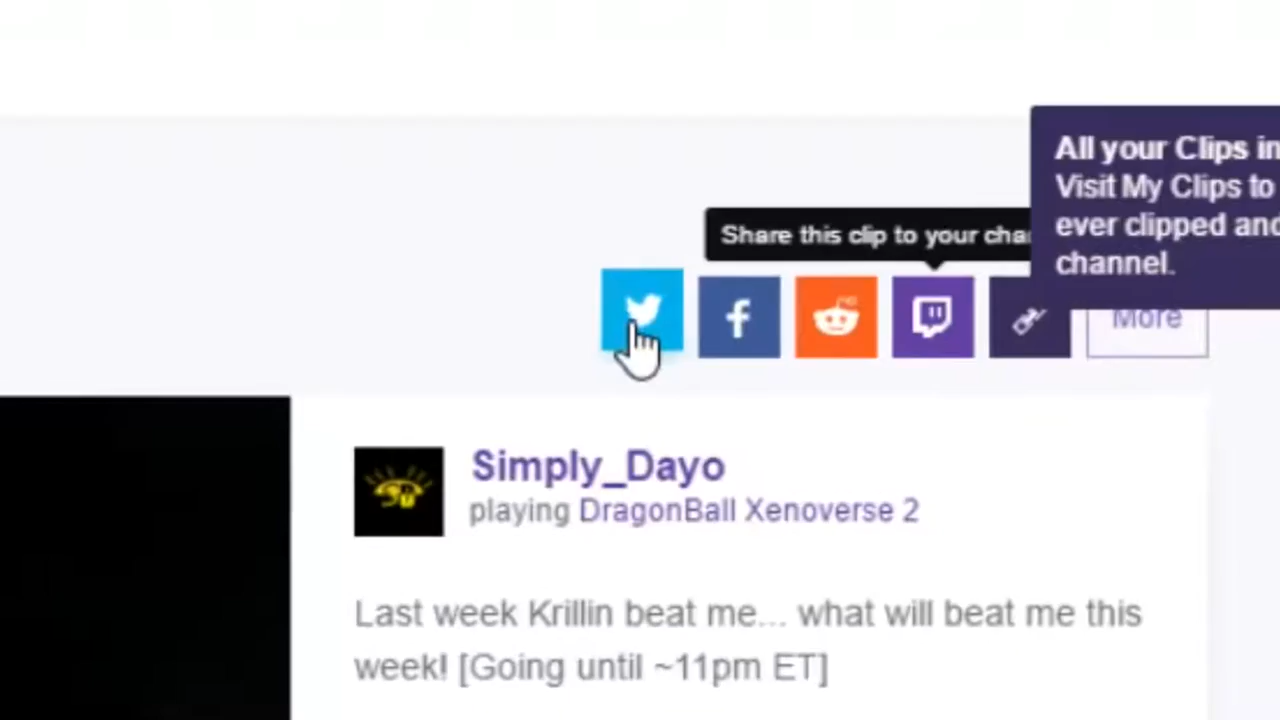 All your Clips in
Visit My Clips to
ever clipped and
channel.
Share this clip to your
More
Simply_Dayo
playing DragonBall Xenoverse 2
Last week Krillin beat me... what will beat me this
week! [Going until ~11pm ET]